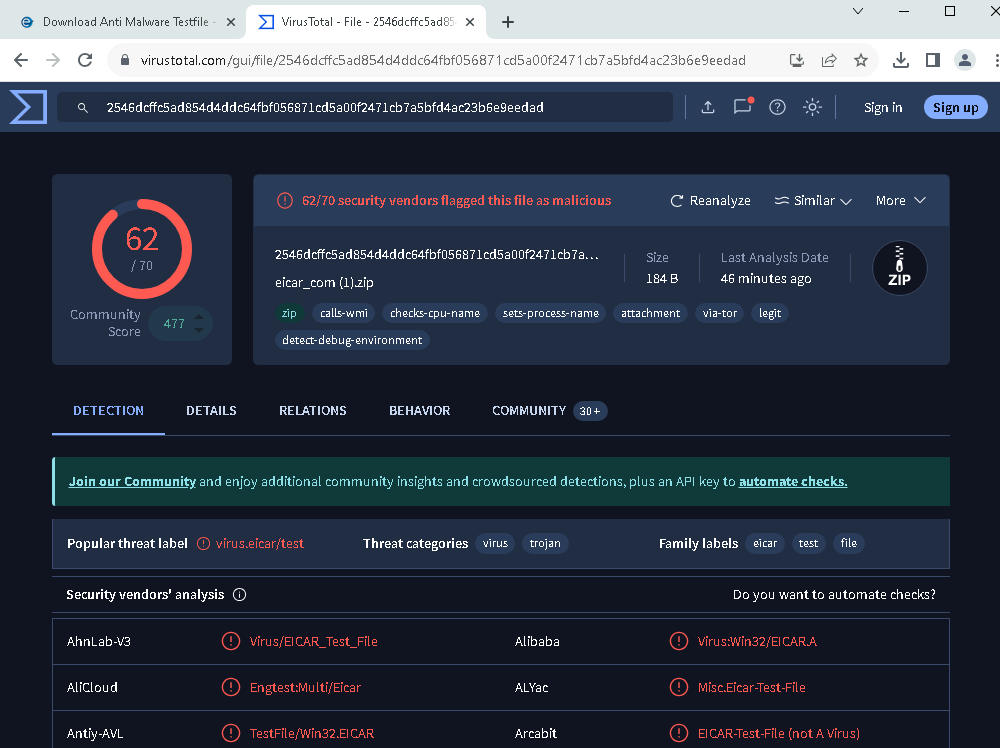 Download Anti Malware Testfile -
VirusTotal - File - 2546dcffc5ad85
virustotal.com/gui/file/2546dcffc5ad854d4ddc64fbf056871cd5a00f2471cb7a5bfd4ac23b6e9eedad
2546dcffc5ad854d4ddc64fbf056871cd5a00f2471cb7a5bfd4ac23b6e9eedad
Sign in
Sign up
62
/ 70
Community
Score
477
62/70 security vendors flagged this file as malicious
Reanalyze
Similar
More
2546dcffc5ad854d4ddc64fbf056871cd5a00f2471cb7a...
eicar_com (1).zip
Size
184 B
Last Analysis Date
46 minutes ago
ZIP
zip calls-wmi checks-cpu-name sets-process-name attachment via-tor legit
detect-debug-environment
DETECTION DETAILS RELATIONS BEHAVIOR COMMUNITY 30+
Join our Community and enjoy additional community insights and crowdsourced detections, plus an API key to automate checks.
Popular threat label virus.eicar/test Threat categories virus trojan Family labels eicar test file
Security vendors' analysis Do you want to automate checks?
AhnLab-V3 Virus/EICAR_Test_File Alibaba Virus:Win32/EICAR.A
AliCloud Engtest:Multi/Eicar ALYac Misc.Eicar-Test-File
Antiy-AVL TestFile/Win32.EICAR Arcabit EICAR-Test-File (not A Virus)